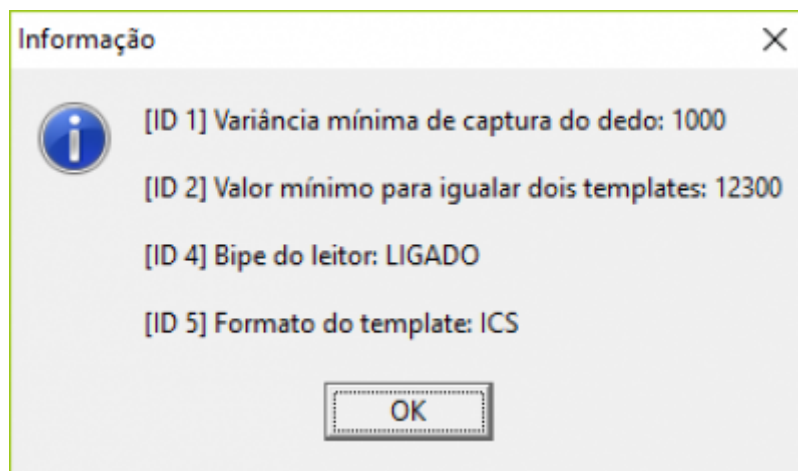 Informação
[ID 1] Variância mínima de captura do dedo: 1000
[ID 2] Valor mínimo para igualar dois templates: 12300
[ID 4] Bipe do leitor: LIGADO
[ID 5] Formato do template: ICS
OK